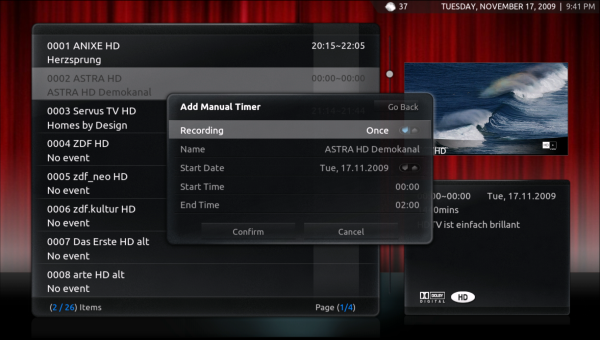 37 TUESDAY, NOVEMBER 17, 2009 | 9:41 PM
0001 ANIXE HD 20:15~22:05
Herzsprung
0002 ASTRA HD 00:00~00:00
ASTRA HD Demokanal
0003 Servus TV HD
Homes by Design
0004 ZDF HD
No event
0005 zdf_neo HD
No event
0006 zdf.kultur HD
No event
0007 Das Erste HD alt
No event
0008 arte HD alt
No event
(2 / 26) Items Page (1/4)
Add Manual Timer Go Back
Recording Once
Name ASTRA HD Demokanal
Start Date Tue, 17.11.2009
Start Time 00:00
End Time 02:00
Confirm Cancel
HD
00~00:00 Tue, 17.11.2009
0mins
TV ist einfach brillant
DOLBY
DIGITAL
HD